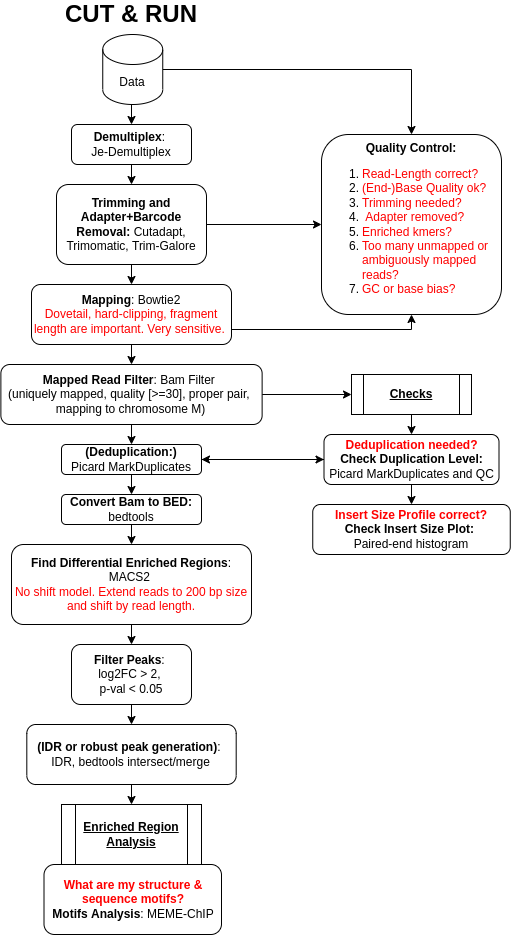 CUT & RUN
Data
Demultiplex:
Je-Demultiplex
Trimming and
Adapter+Barcode
Removal: Cutadapt,
Trimomatic, Trim-Galore
Quality Control:
1. Read-Length correct?
2. (End-)Base Quality ok?
3. Trimming needed?
4. Adapter removed?
5. Enriched kmers?
6. Too many unmapped or
ambiguously mapped
reads?
7. GC or base bias?
Mapping: Bowtie2
Dovetail, hard-clipping, fragment
length are important. Very sensitive.
Mapped Read Filter: Bam Filter
(uniquely mapped, quality [>=30], proper pair,
mapping to chromosome M)
Checks
(Deduplication:)
Picard MarkDuplicates
Deduplication needed?
Check Duplication Level:
Picard MarkDuplicates and QC
Convert Bam to BED:
bedtools
Insert Size Profile correct?
Check Insert Size Plot:
Paired-end histogram
Find Differential Enriched Regions:
MACS2
No shift model. Extend reads to 200 bp size
and shift by read length.
Filter Peaks:
log2FC > 2,
p-val < 0.05
(IDR or robust peak generation):
IDR, bedtools intersect/merge
Enriched Region
Analysis
What are my structure &
sequence motifs?
Motifs Analysis: MEME-ChIP